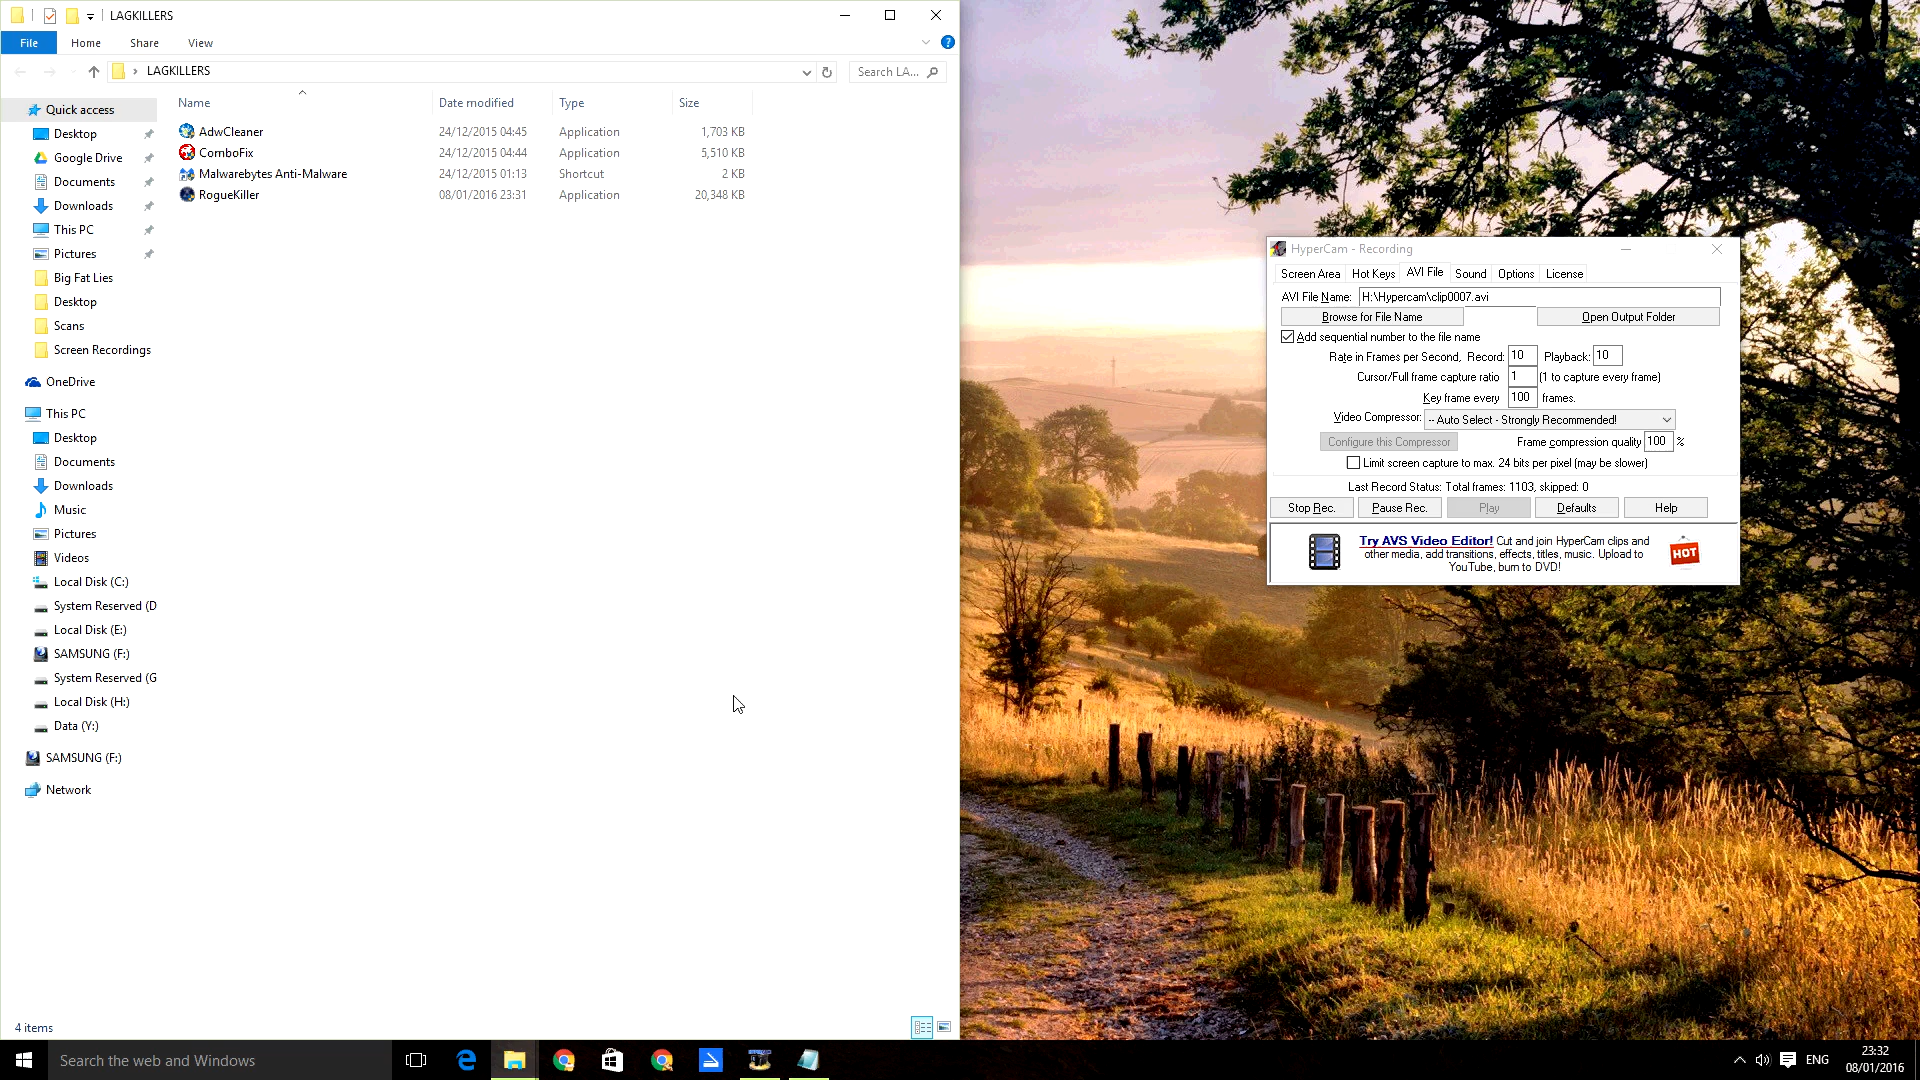 LAGKILLERS
File Home Share View
LAGKILLERS
Search LA...
Name Date modified Type Size
AdwCleaner 24/12/2015 04:45 Application 1,703 KB
ComboFix 24/12/2015 04:44 Application 5,510 KB
Malwarebytes Anti-Malware 24/12/2015 01:13 Shortcut 2 KB
RogueKiller 08/01/2016 23:31 Application 20,348 KB
Quick access
Desktop
Google Drive
Documents
Downloads
This PC
Pictures
Big Fat Lies
Desktop
Scans
Screen Recordings
OneDrive
This PC
Desktop
Documents
Downloads
Music
Pictures
Videos
Local Disk (C:)
System Reserved (D
Local Disk (E:)
SAMSUNG (F:)
System Reserved (G
Local Disk (H:)
Data (Y:)
SAMSUNG (F:)
Network
4 items
HyperCam - Recording
Screen Area Hot Keys AVI File Sound Options License
AVI File Name: H:\Hypercam\clip0007.avi
Browse for File Name Open Output Folder
Add sequential number to the file name
Rate in Frames per Second, Record: 10 Playback: 10
Cursor/Full frame capture ratio 1 (1 to capture every frame)
Key frame every 100 frames.
Video Compressor: -- Auto Select - Strongly Recommended!
Configure this Compressor Frame compression quality 100 %
Limit screen capture to max. 24 bits per pixel (may be slower)
Last Record Status: Total frames: 1103, skipped: 0
Stop Rec. Pause Rec. Play Defaults Help
Try AVS Video Editor! Cut and join HyperCam clips and
other media, add transitions, effects, titles, music. Upload to
YouTube, burn to DVD!
HOT
Search the web and Windows
ENG
23:32
08/01/2016